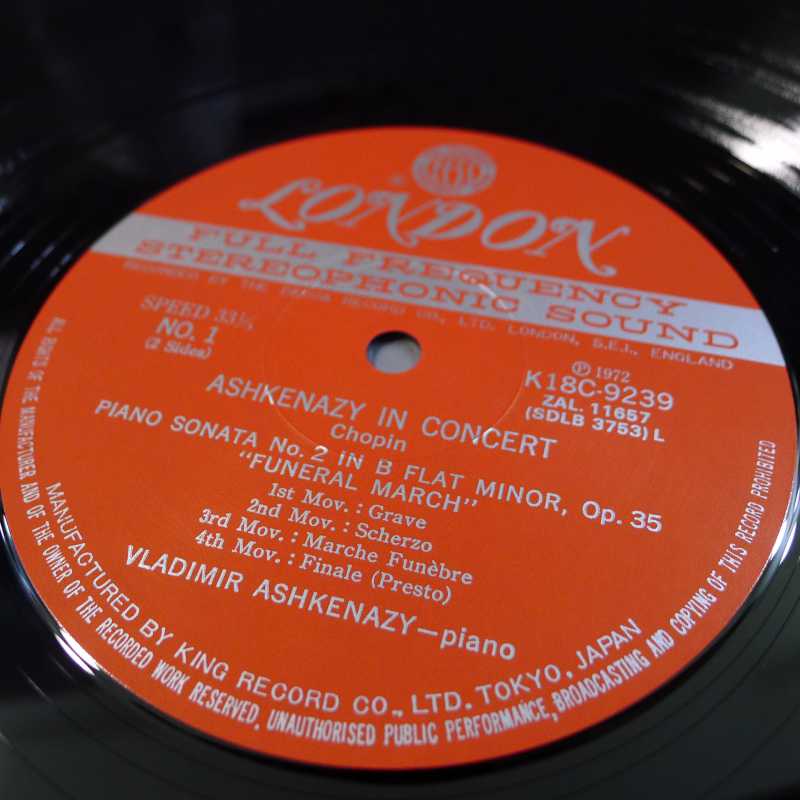 LONDON
FULL FREQUENCY
STEREOPHONIC SOUND
RECORDED BY THE DECCA RECORD CO., LTD. LONDON, S.E.I., ENGLAND
SPEED 33⅓
NO. 1
(2 Sides)
Ⓟ 1972
K18C-9239
ZAL. 11657
(SDLB 3753) L
ASHKENAZY IN CONCERT
Chopin
PIANO SONATA No. 2 IN B FLAT MINOR, Op. 35
"FUNERAL MARCH"
1st Mov. : Grave
2nd Mov. : Scherzo
3rd Mov. : Marche Funèbre
4th Mov. : Finale (Presto)
VLADIMIR ASHKENAZY—piano
MANUFACTURED BY KING RECORD CO., LTD. TOKYO, JAPAN
ALL RIGHTS OF THE MANUFACTURER AND OF THE OWNER OF THE RECORDED WORK RESERVED. UNAUTHORISED PUBLIC PERFORMANCE, BROADCASTING AND COPYING OF THIS RECORD PROHIBITED